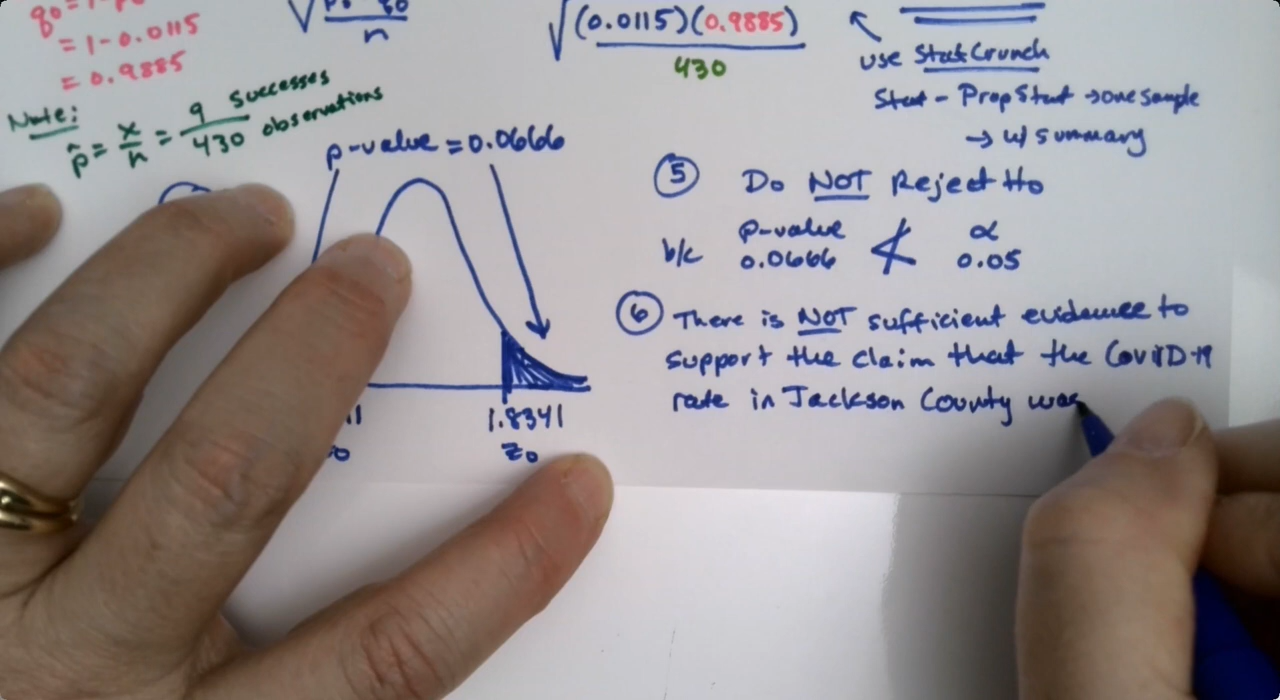 q₀ = 1 - p₀
= 1 - 0.0115
= 0.9885
√ p₀ · q₀ / n
√ (0.0115)(0.9885) / 430
use StatCrunch
Stat - Prop Stat → one sample
→ w/ summary
Note:
p̂ = x/n = 9 successes / 430 observations
p-value = 0.0666
1.8341
z₀
⑤ Do NOT Reject Ho
b/c p-value 0.0666 ≮ α 0.05
⑥ There is NOT sufficient evidence to
support the claim that the CoviD-19
rate in Jackson County was